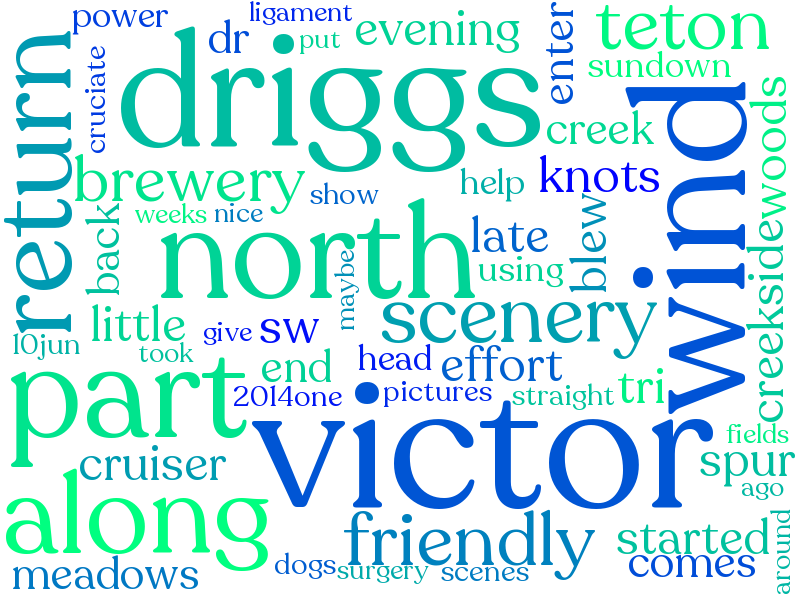 power
ligament
dr
put
evening
enter
teton
sundown
cruciate
driggs
creek
woods
return
brewery
show
help
knots
wind
weeks
nice
back
north
late
blew
using
maybe
creekside
scenery
little
give
sw
10jun
took
end
head
effort
part
2014one
pictures
straight
tri
victor
fields
cruiser
spur
ago
along
friendly
started
around
meadows
dogs
surgery
scenes
comes